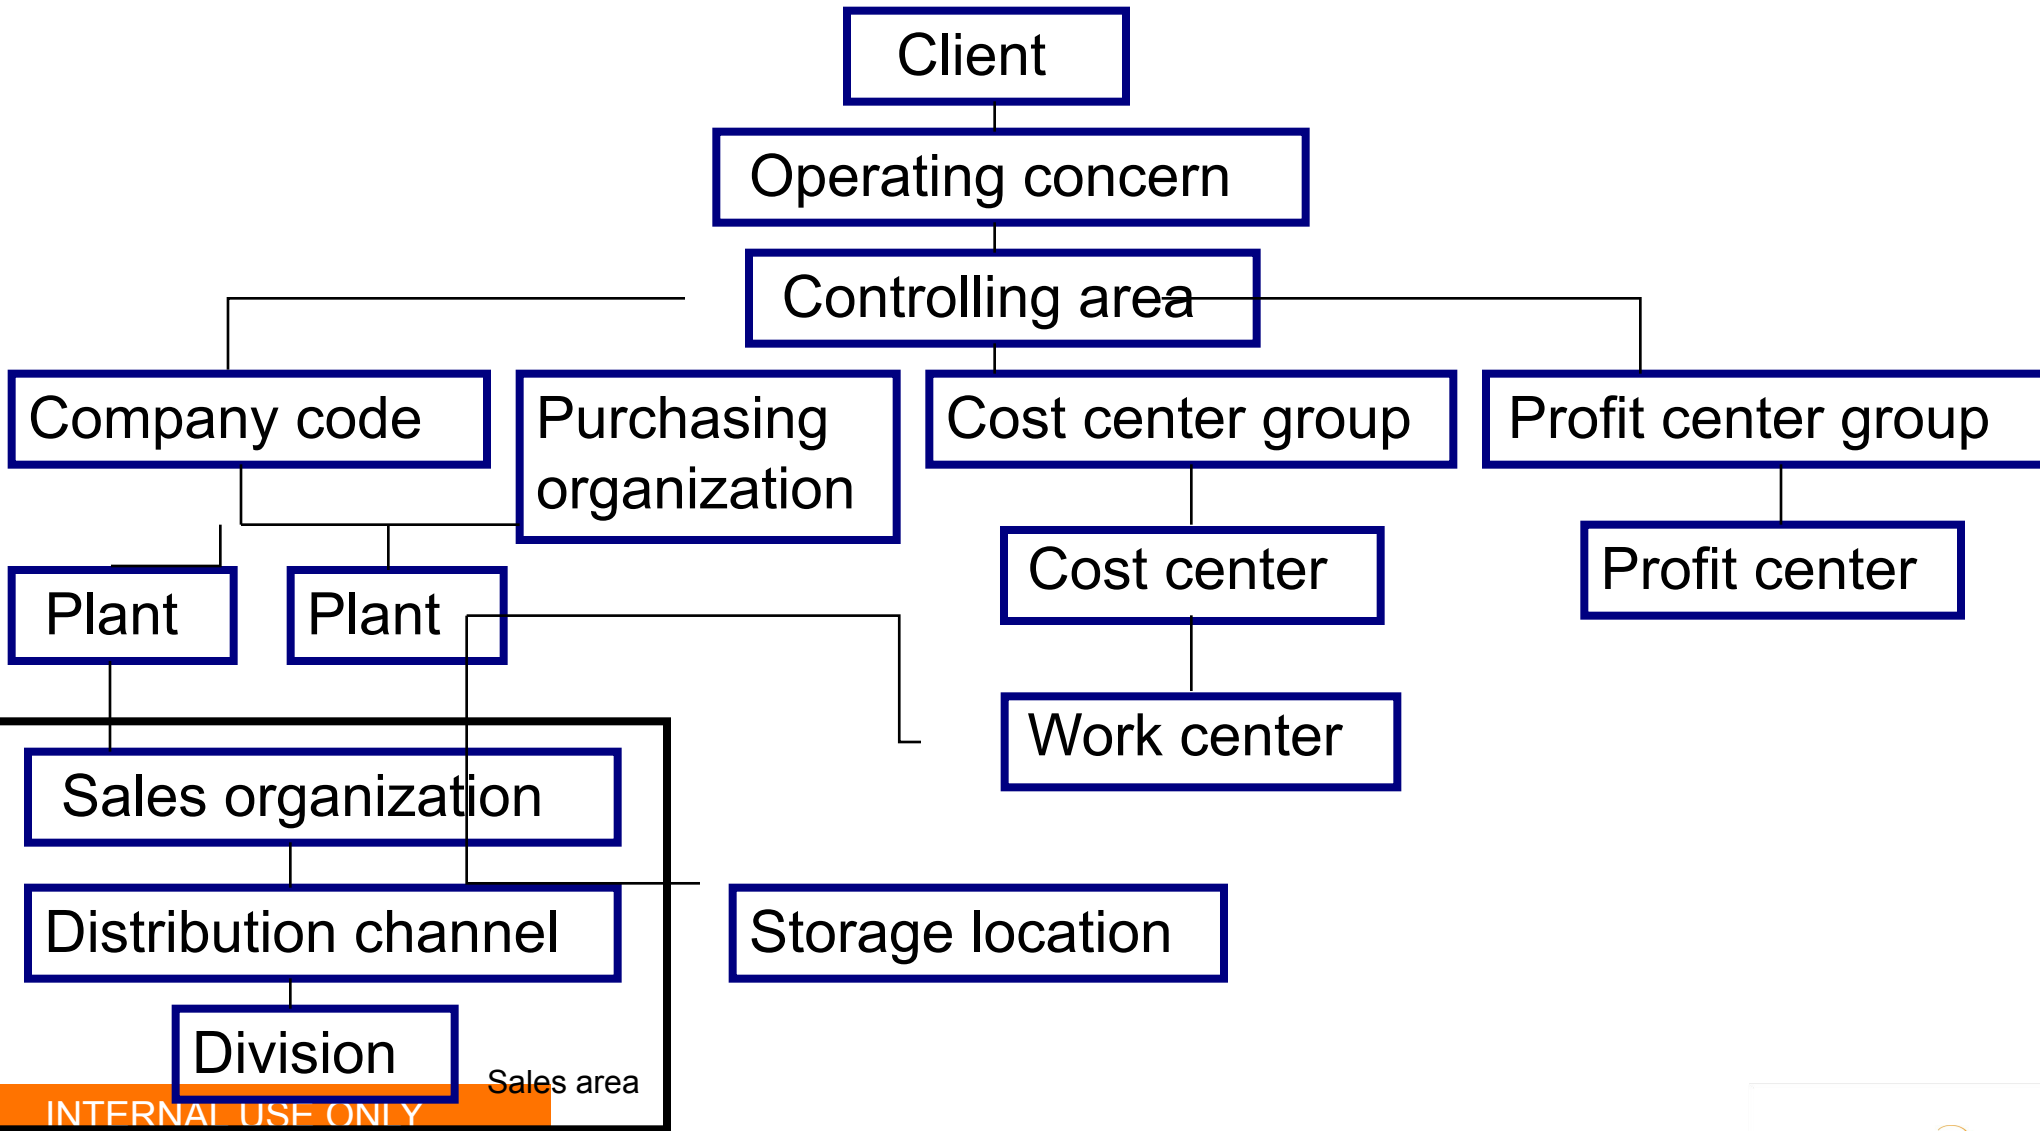 Client
Operating concern
Controlling area
Company code
Purchasing
organization
Cost center group
Profit center group
Cost center
Profit center
Plant
Plant
Work center
Sales organization
Distribution channel
Storage location
Division
Sales area
INTERNAL USE ONLY